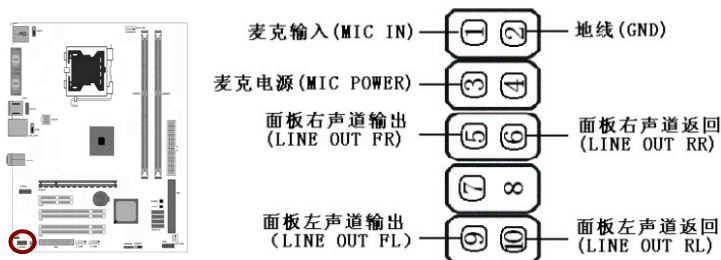 麦克输入(MIC IN)
1
2
地线(GND)
麦克电源(MIC POWER)
3
4
面板右声道输出
(LINE OUT FR)
5
6
面板右声道返回
(LINE OUT RR)
7
8
面板左声道输出
(LINE OUT FL)
9
10
面板左声道返回
(LINE OUT RL)